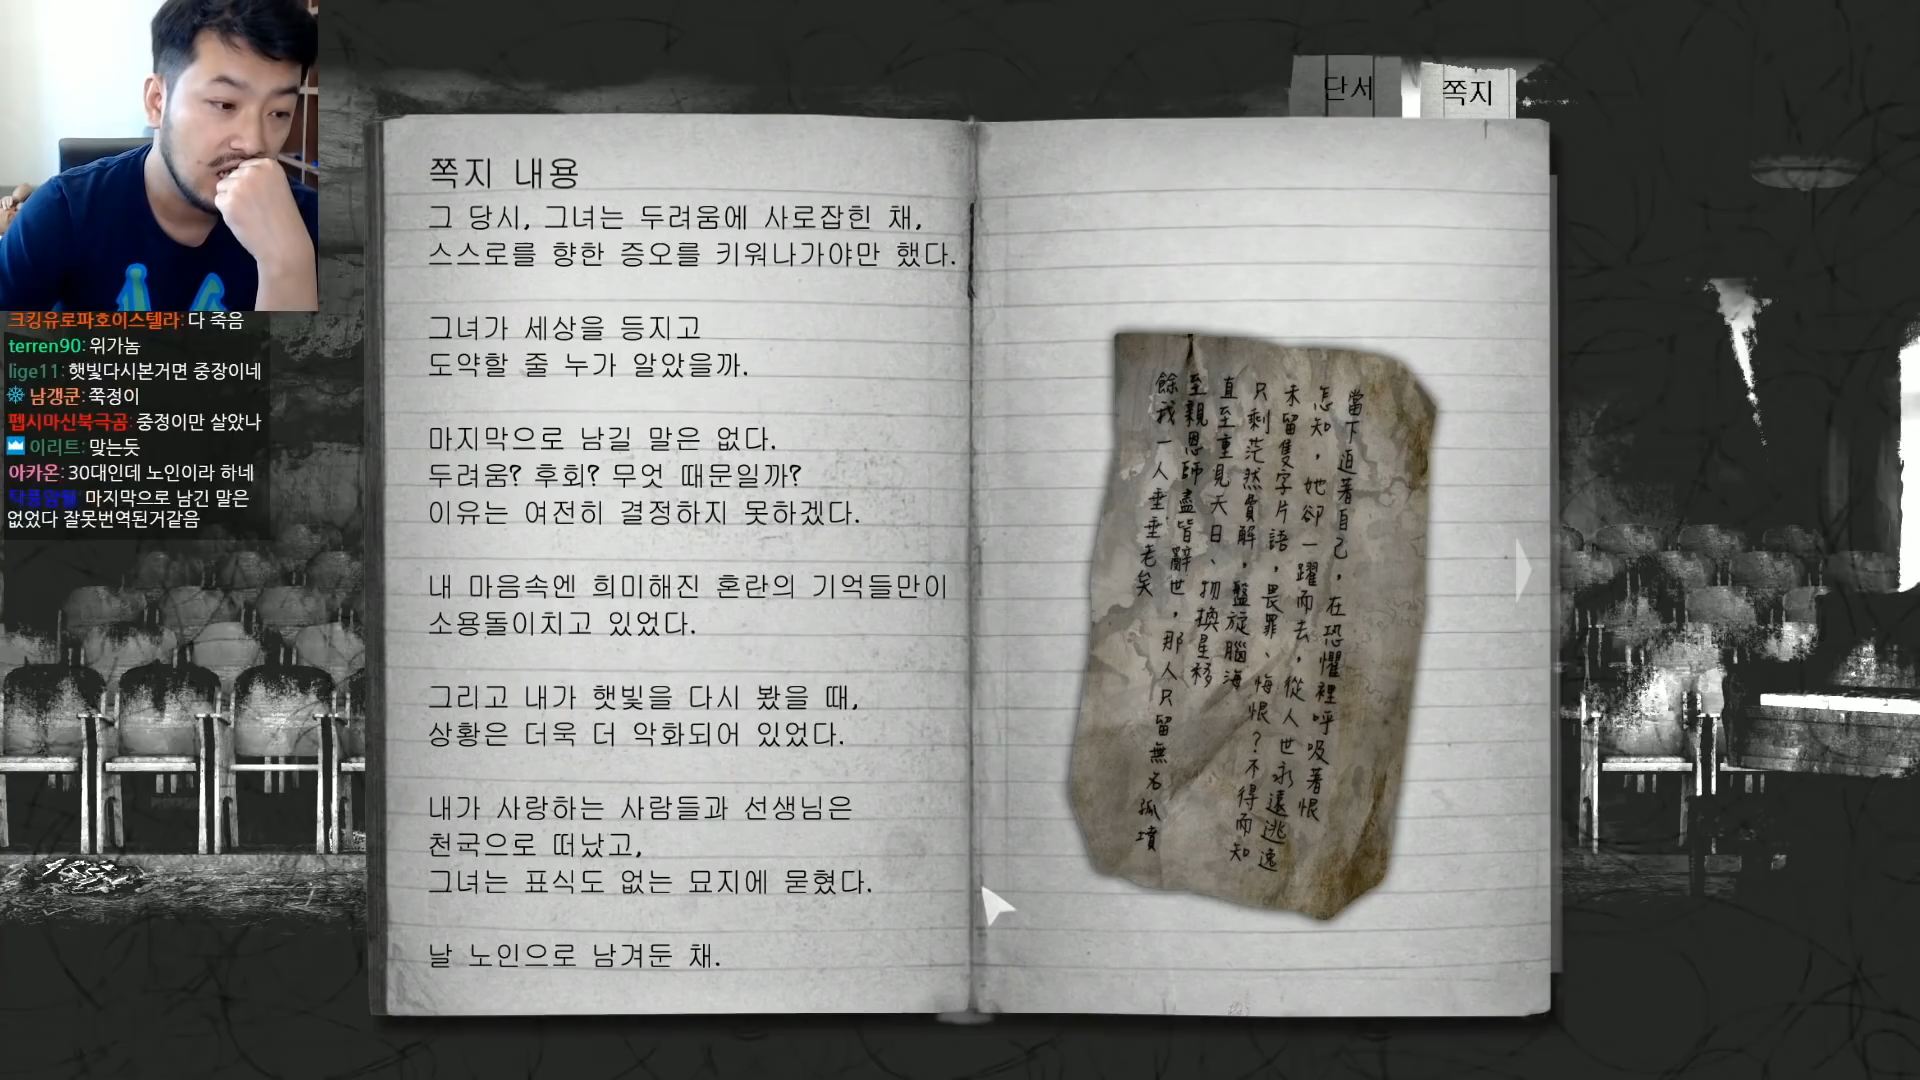 단서
쪽지
쪽지 내용
그 당시, 그녀는 두려움에 사로잡힌 채,
스스로를 향한 증오를 키워나가야만 했다.
그녀가 세상을 등지고
도약할 줄 누가 알았을까.
마지막으로 남길 말은 없다.
두려움? 후회? 무엇 때문일까?
이유는 여전히 결정하지 못하겠다.
내 마음속엔 희미해진 혼란의 기억들만이
소용돌이치고 있었다.
그리고 내가 햇빛을 다시 봤을 때,
상황은 더욱 더 악화되어 있었다.
내가 사랑하는 사람들과 선생님은
천국으로 떠났고,
그녀는 표식도 없는 묘지에 묻혔다.
날 노인으로 남겨둔 채.
當下迫著自己，在恐懼裡呼吸著恨
怎知，她卻一躍而去，從人世永遠逃逸
未留隻字片語，畏罪、悔恨？不得而知
只剩茫然費解，盤旋腦海
直至重見天日、物換星移
至親恩師盡皆辭世，那人只留無名孤墳
餘我一人垂垂老矣
크킹유로파호이스텔라: 다 죽음
terren90: 위가놈
lige11: 햇빛다시본거면 중장이네
남갱쿤: 쪽정이
펩시마신북극곰: 중정이만 살았나
이리트: 맞는듯
아카온: 30대인데 노인이라 하네
마지막으로 남긴 말은
없었다 잘못번역된거같음